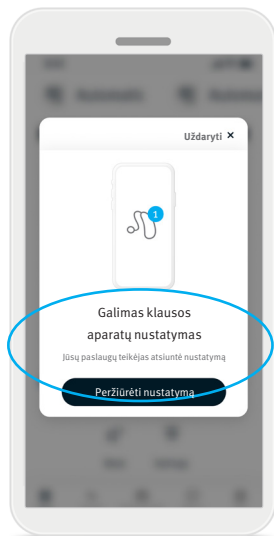 Uždaryti ×
1
Galimas klausos
aparatų nustatymas
Jūsų paslaugų teikėjas atsiuntė nustatymą
Peržiūrėti nustatymą